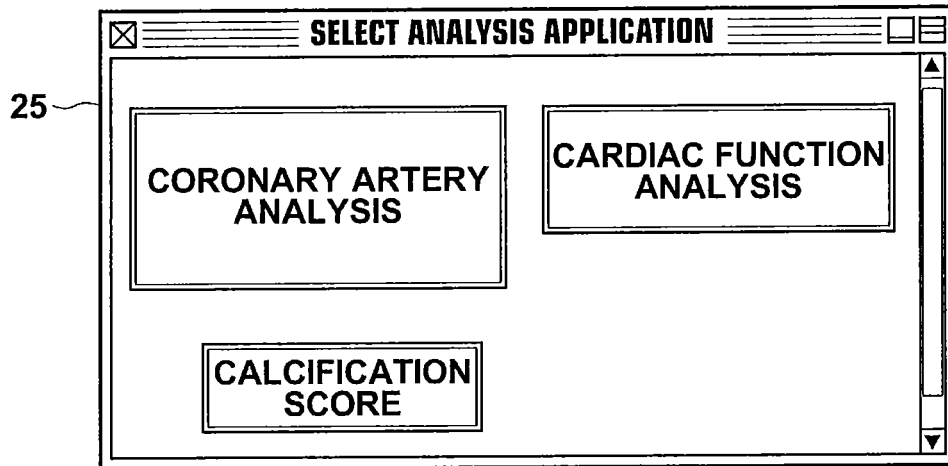 SELECT ANALYSIS APPLICATION
25
CORONARY ARTERY
ANALYSIS
CARDIAC FUNCTION
ANALYSIS
CALCIFICATION
SCORE